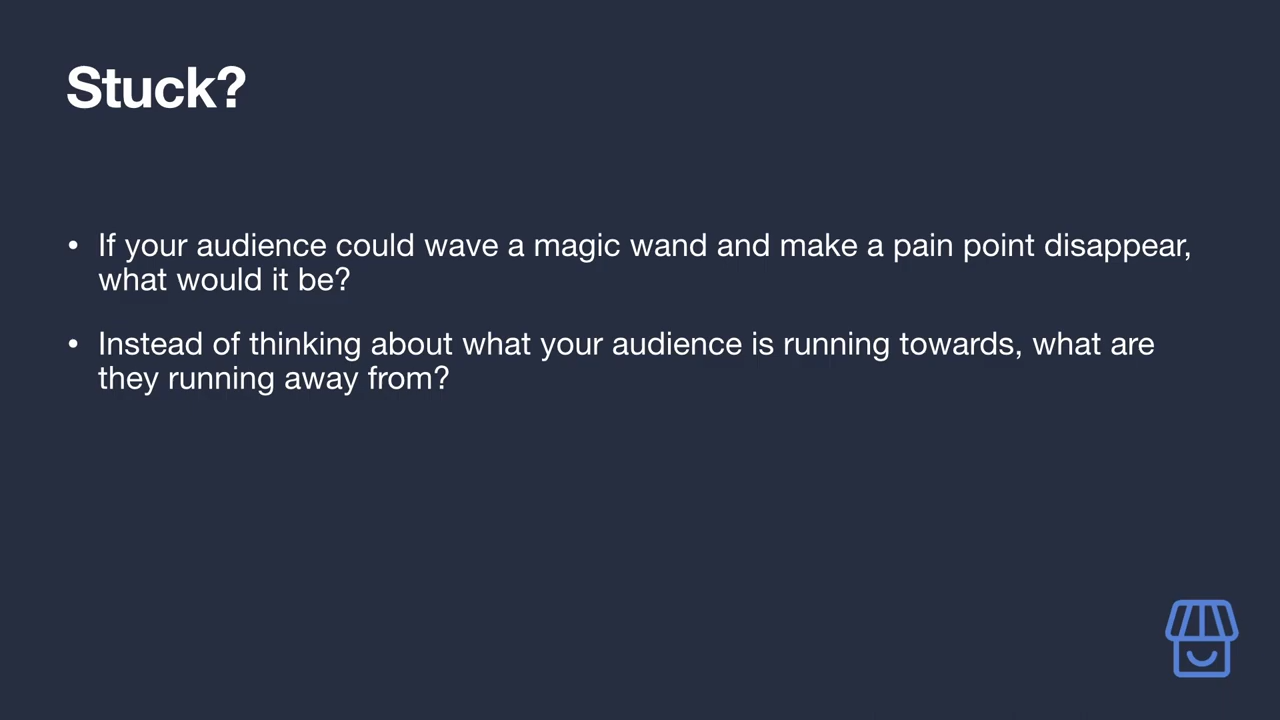 Stuck?
• If your audience could wave a magic wand and make a pain point disappear,
what would it be?
• Instead of thinking about what your audience is running towards, what are
they running away from?